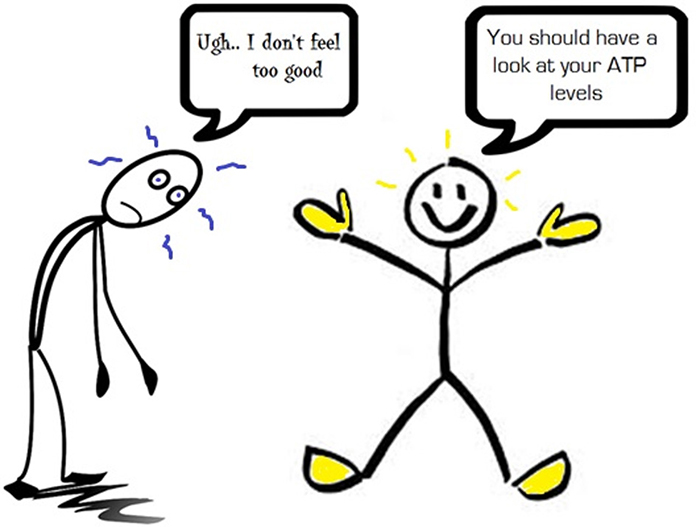 Ugh.. I don't feel
too good
You should have a
look at your ATP
levels